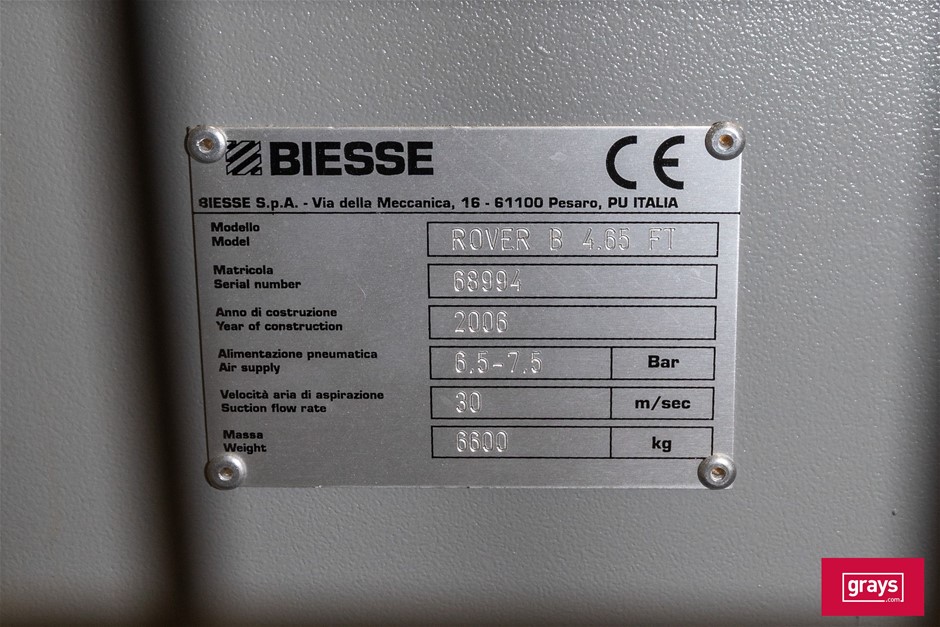 BIESSE CE
BIESSE S.p.A. - Via della Meccanica, 16 - 61100 Pesaro, PU ITALIA
Modello
Model
ROVER B 4.65 FT
Matricola
Serial number
68994
Anno di costruzione
Year of construction
2006
Alimentazione pneumatica
Air supply
6,5-7,5 Bar
Velocità aria di aspirazione
Suction flow rate
30 m/sec
Massa
Weight
6600 kg
grays
.com